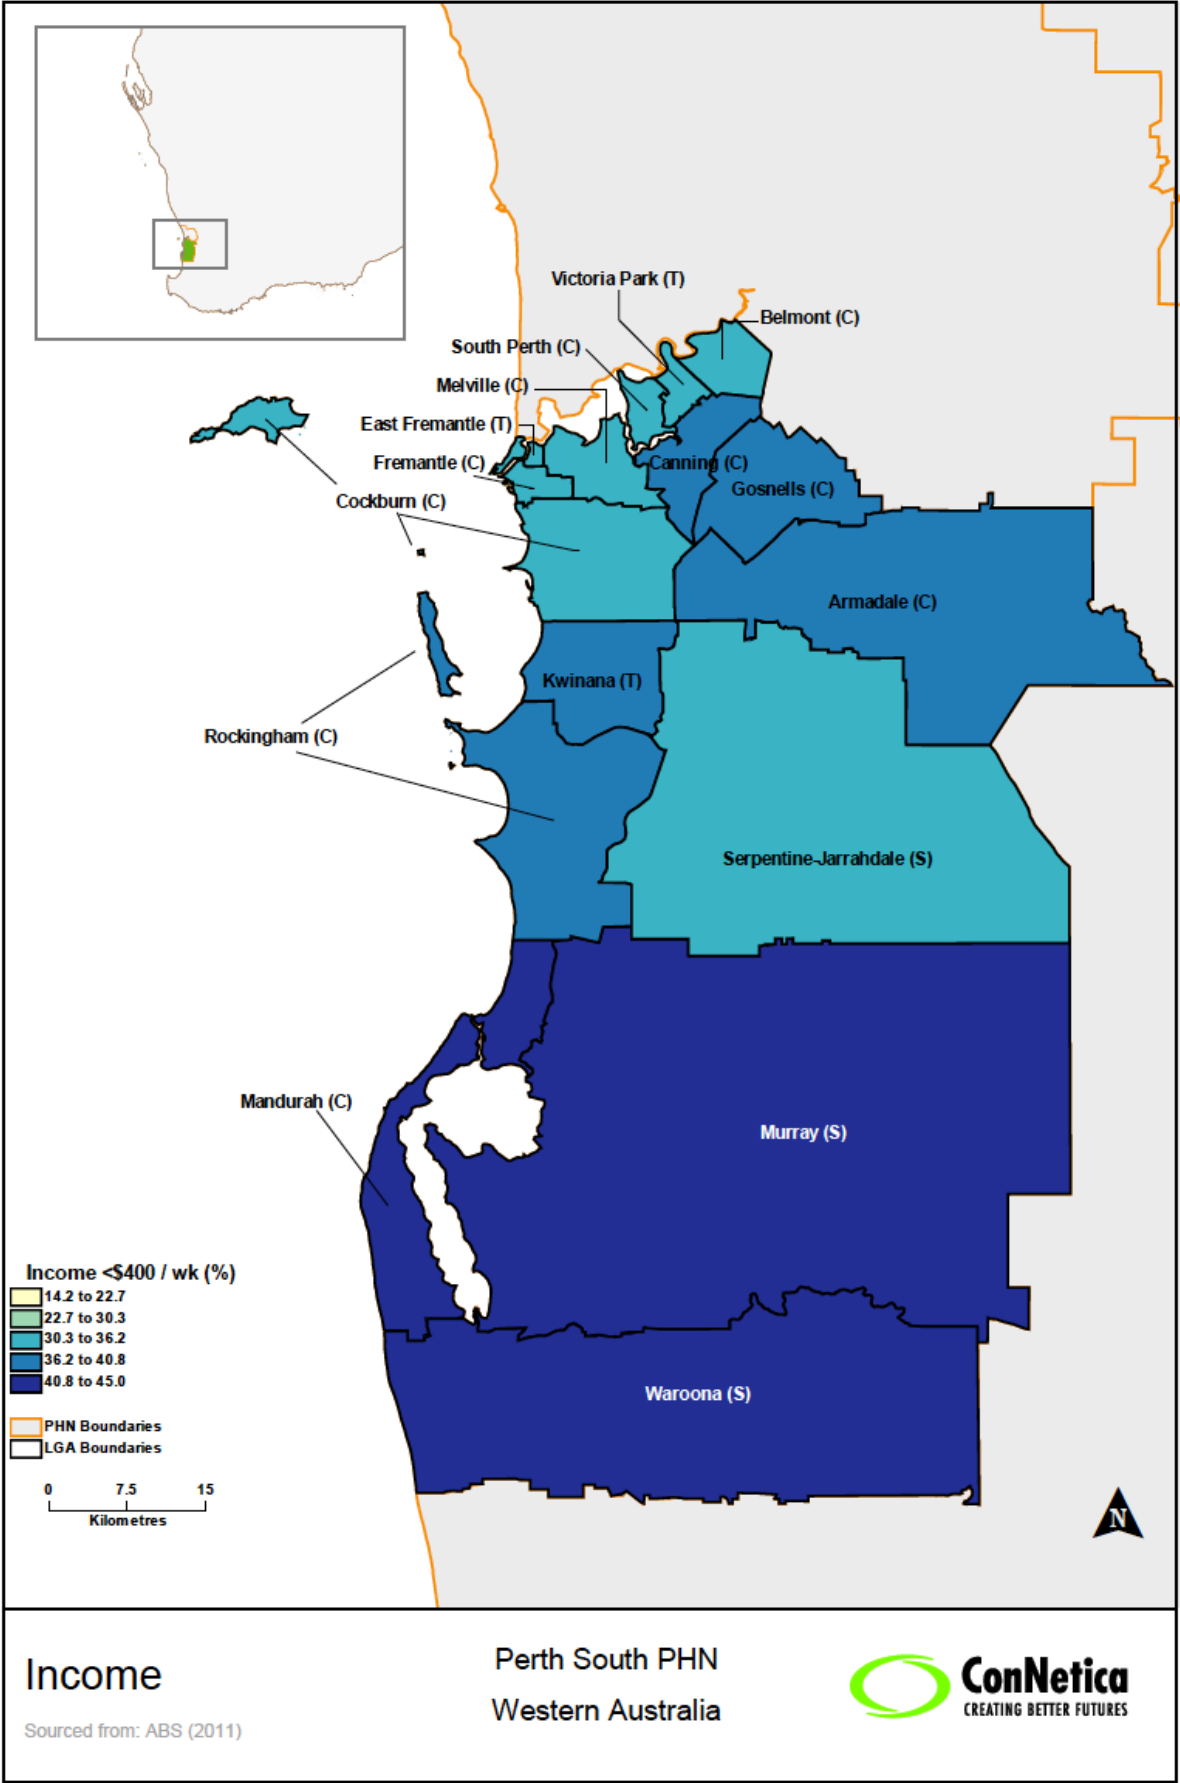 Victoria Park (T)
Belmont (C)
South Perth (C)
Melville (C)
East Fremantle (T)
Fremantle (C)
Canning (C)
Gosnells (C)
Cockburn (C)
Armadale (C)
Kwinana (T)
Rockingham (C)
Serpentine-Jarrahdale (S)
Mandurah (C)
Murray (S)
Waroona (S)
Income <$400 / wk (%)
14.2 to 22.7
22.7 to 30.3
30.3 to 36.2
36.2 to 40.8
40.8 to 45.0
PHN Boundaries
LGA Boundaries
0 7.5 15
Kilometres
N
Income
Sourced from: ABS (2011)
Perth South PHN
Western Australia
ConNetica
CREATING BETTER FUTURES